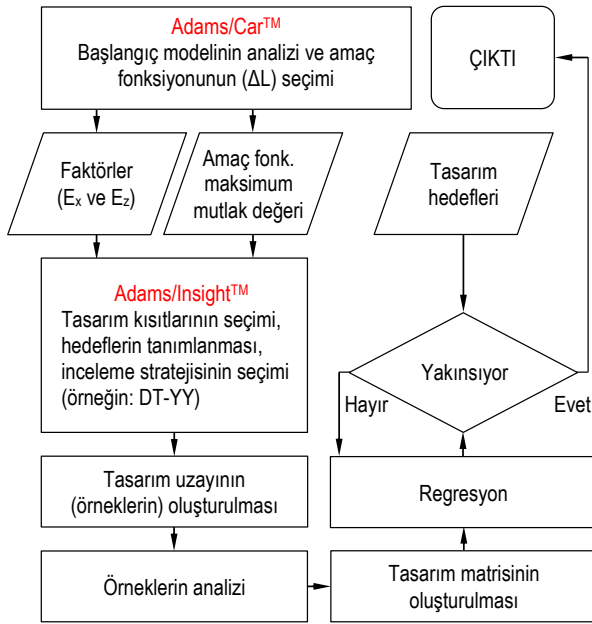 Adams/Car™
Başlangıç modelinin analizi ve amaç
fonksiyonunun (ΔL) seçimi
ÇIKTI
Faktörler
(Eₓ ve E_z)
Amaç fonk.
maksimum
mutlak değeri
Tasarım
hedefleri
Adams/Insight™
Tasarım kısıtlarının seçimi,
hedeflerin tanımlanması,
inceleme stratejisinin seçimi
(örneğin: DT-YY)
Yakınsıyor
Hayır
Evet
Tasarım uzayının
(örneklerin) oluşturulması
Regresyon
Örneklerin analizi
Tasarım matrisinin
oluşturulması